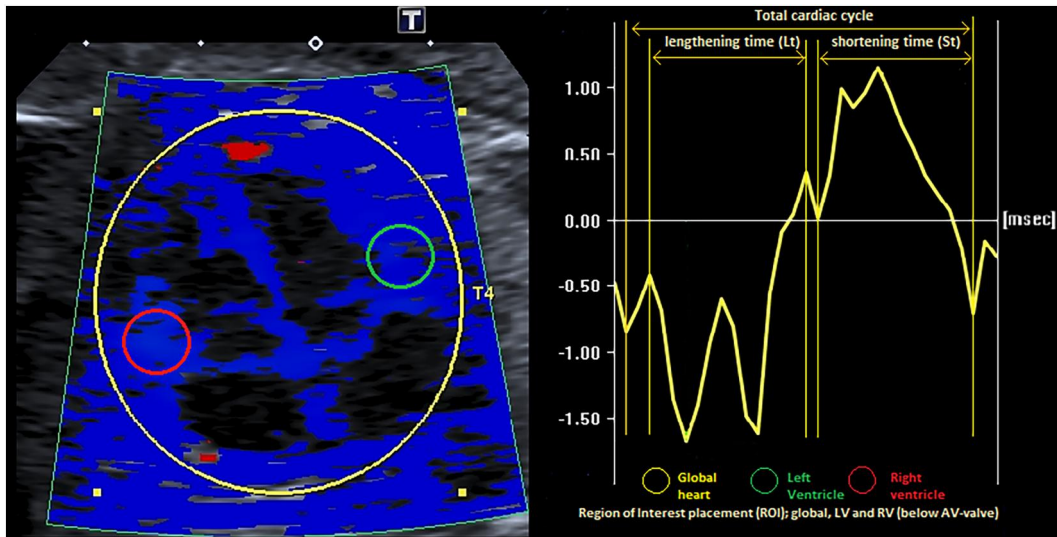 T
Total cardiac cycle
lengthening time (Lt)
shortening time (St)
1.00
0.50
0.00
[msec]
-0.50
T4
-1.00
-1.50
Global heart
Left Ventricle
Right ventricle
Region of Interest placement (ROI); global, LV and RV (below AV-valve)